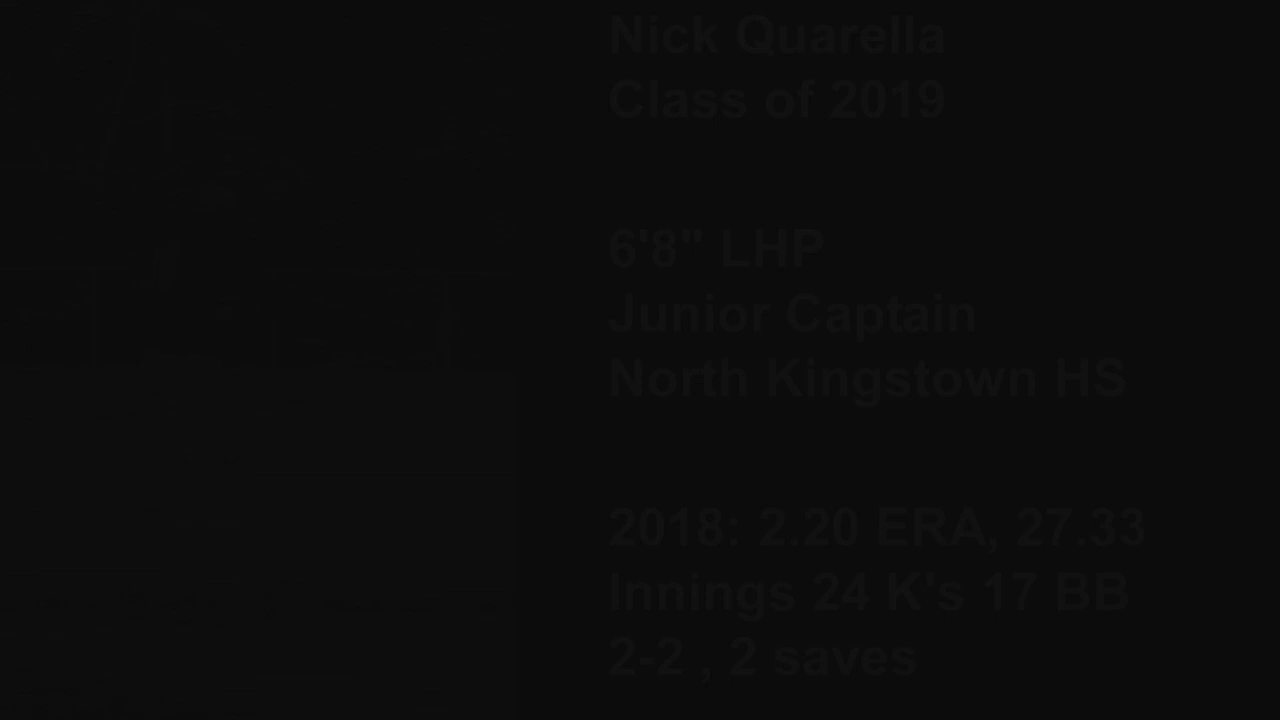 Nick Quarella
Class of 2019
6'8" LHP
Junior Captain
North Kingstown HS
2018: 2.20 ERA, 27.33
Innings 24 K's 17 BB
2-2 , 2 saves